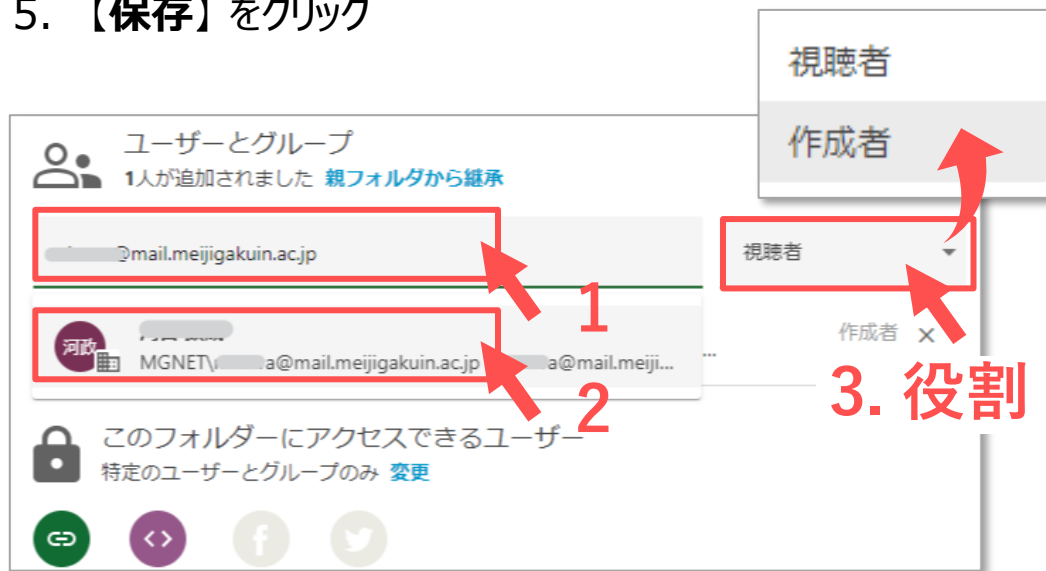 5. 【保存】をクリック
視聴者
作成者
ユーザーとグループ
1人が追加されました 親フォルダから継承
@mail.meijigakuin.ac.jp
視聴者
1
河政
MGNET\ a@mail.meijigakuin.ac.jp a@mail.meiji...
...
作成者 ×
2
3. 役割
このフォルダーにアクセスできるユーザー
特定のユーザーとグループのみ 変更